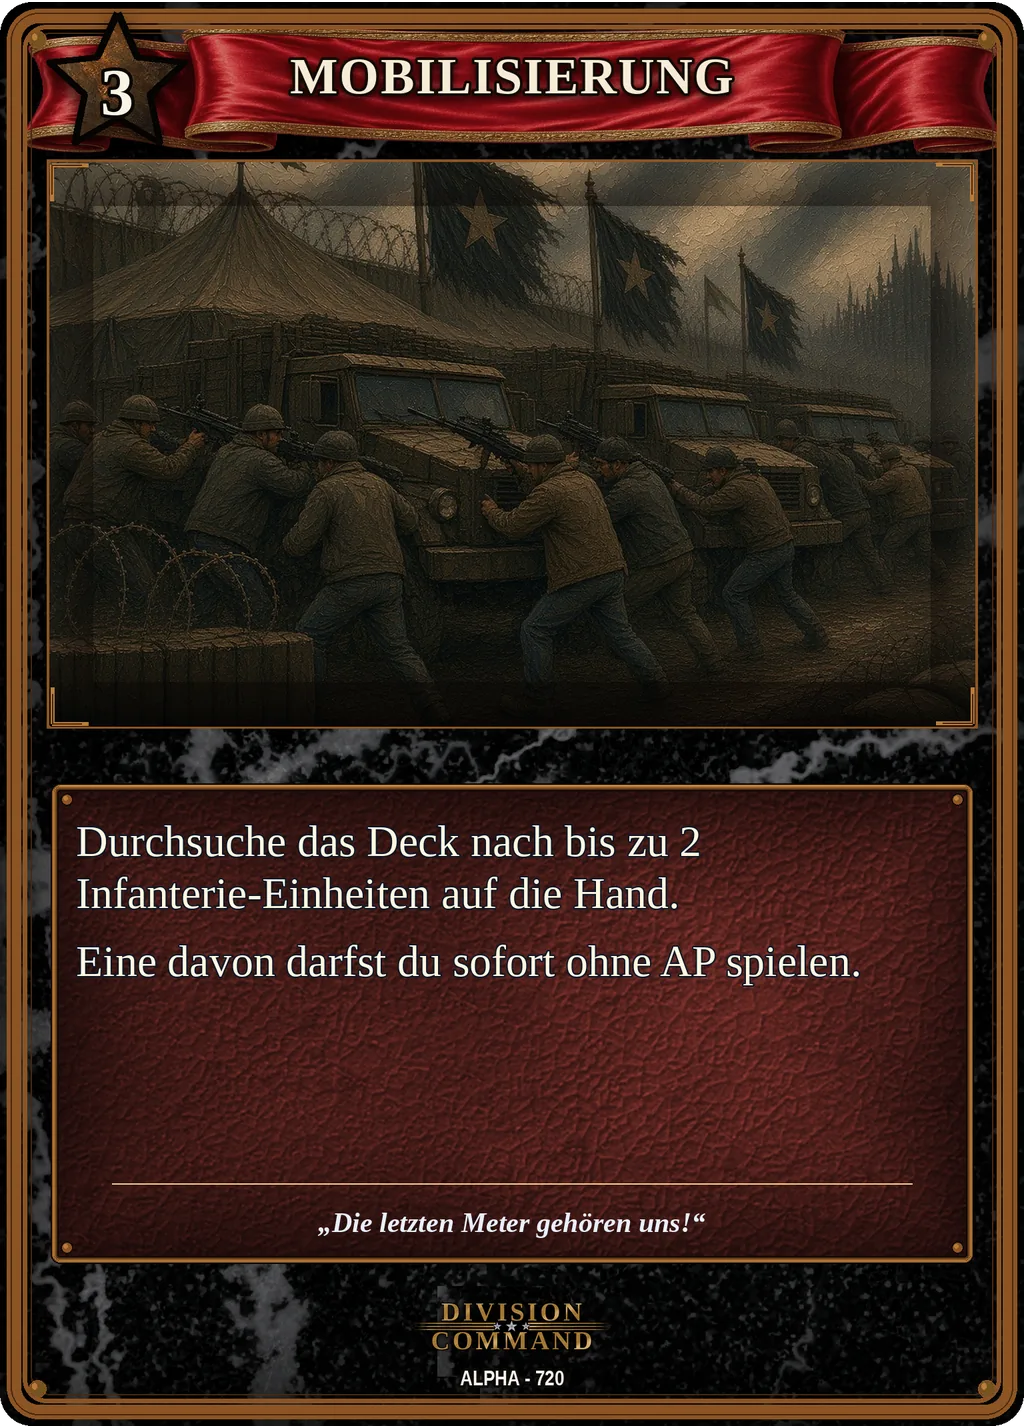 3
MOBILISIERUNG
Durchsuche das Deck nach bis zu 2
Infanterie-Einheiten auf die Hand.
Eine davon darfst du sofort ohne AP spielen.
„Die letzten Meter gehören uns!“
DIVISION
COMMAND
ALPHA - 720